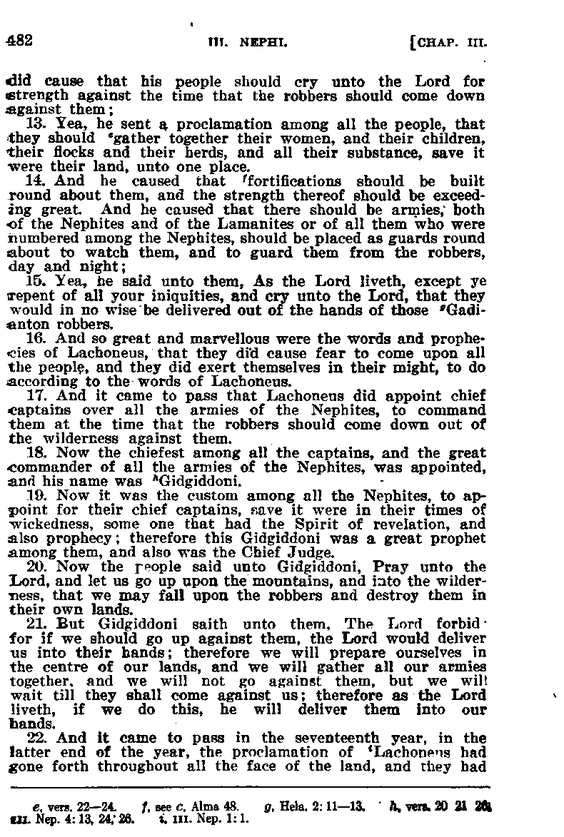 482 III. NEPHI. [CHAP. III.
did cause that his people should cry unto the Lord for
strength against the time that the robbers should come down
against them;
13. Yea, he sent a proclamation among all the people, that
they should ᵉgather together their women, and their children,
their flocks and their herds, and all their substance, save it
were their land, unto one place.
14. And he caused that ᶠfortifications should be built
round about them, and the strength thereof should be exceed-
ing great. And he caused that there should be armies, both
of the Nephites and of the Lamanites or of all them who were
numbered among the Nephites, should be placed as guards round
about to watch them, and to guard them from the robbers,
day and night;
15. Yea, he said unto them, As the Lord liveth, except ye
repent of all your iniquities, and cry unto the Lord, that they
would in no wise be delivered out of the hands of those ᵍGadi-
anton robbers.
16. And so great and marvellous were the words and prophe-
cies of Lachoneus, that they did cause fear to come upon all
the people, and they did exert themselves in their might, to do
according to the words of Lachoneus.
17. And it came to pass that Lachoneus did appoint chief
captains over all the armies of the Nephites, to command
them at the time that the robbers should come down out of
the wilderness against them.
18. Now the chiefest among all the captains, and the great
commander of all the armies of the Nephites, was appointed,
and his name was ʰGidgiddoni.
19. Now it was the custom among all the Nephites, to ap-
point for their chief captains, save it were in their times of
wickedness, some one that had the Spirit of revelation, and
also prophecy; therefore this Gidgiddoni was a great prophet
among them, and also was the Chief Judge.
20. Now the people said unto Gidgiddoni, Pray unto the
Lord, and let us go up upon the mountains, and into the wilder-
ness, that we may fall upon the robbers and destroy them in
their own lands.
21. But Gidgiddoni saith unto them, The Lord forbid
for if we should go up against them, the Lord would deliver
us into their hands; therefore we will prepare ourselves in
the centre of our lands, and we will gather all our armies
together, and we will not go against them, but we will
wait till they shall come against us; therefore as the Lord
liveth, if we do this, he will deliver them into our
hands.
22. And it came to pass in the seventeenth year, in the
latter end of the year, the proclamation of ⁱLachoneus had
gone forth throughout all the face of the land, and they had
e, vers. 22—24. f, see c, Alma 48. g, Hela. 2: 11—13. h, vers. 20 21 26.
III. Nep. 4: 13, 24, 26. i, III. Nep. 1: 1.